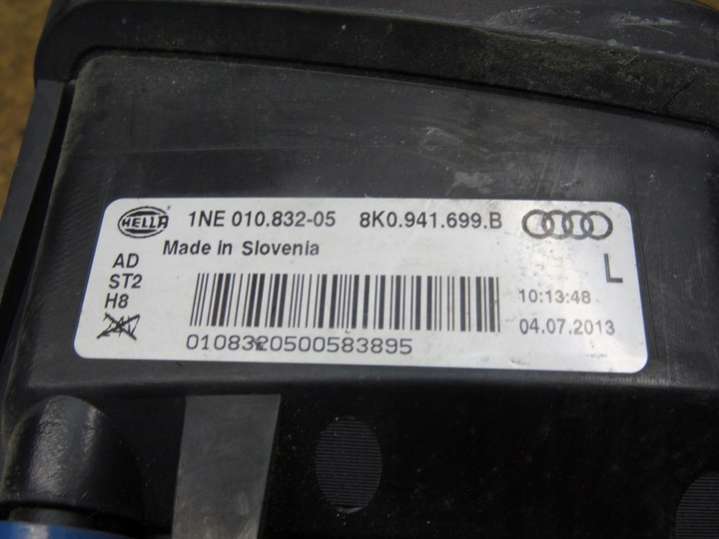 HELLA 1NE 010.832-05 8K0.941.699.B
Made in Slovenia
AD
ST2
H8
L
10:13:48
04.07.2013
0108320500583895